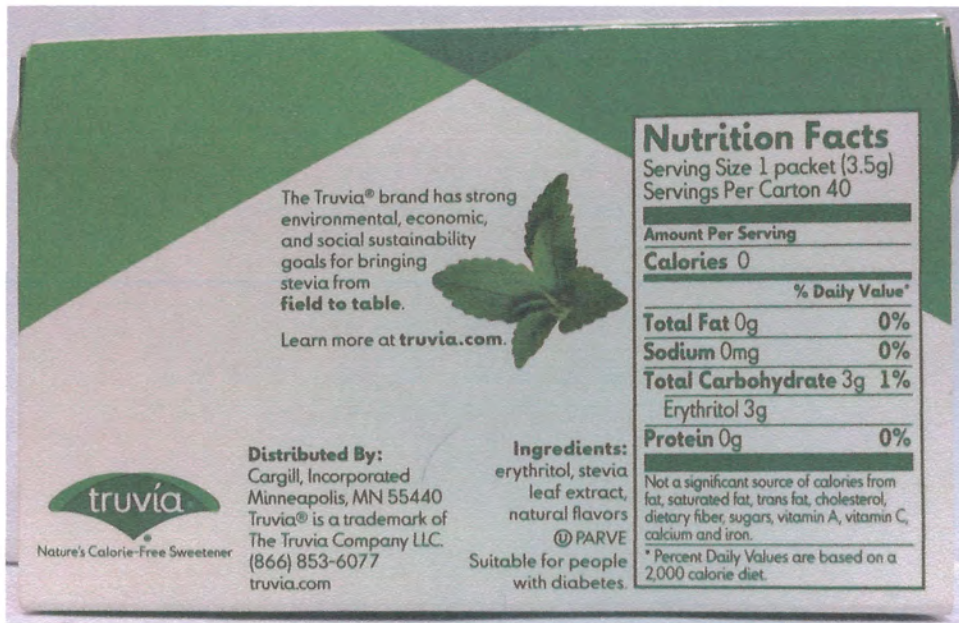 The Truvia® brand has strong
environmental, economic,
and social sustainability
goals for bringing
stevia from
field to table.
Learn more at truvia.com.
truvía®
Nature's Calorie-Free Sweetener
Distributed By:
Cargill, Incorporated
Minneapolis, MN 55440
Truvia® is a trademark of
The Truvia Company LLC.
(866) 853-6077
truvia.com
Ingredients:
erythritol, stevia
leaf extract,
natural flavors
Ⓤ PARVE
Suitable for people
with diabetes.
Nutrition Facts
Serving Size 1 packet (3.5g)
Servings Per Carton 40
Amount Per Serving
Calories 0
% Daily Value*
Total Fat 0g 0%
Sodium 0mg 0%
Total Carbohydrate 3g 1%
Erythritol 3g
Protein 0g 0%
Not a significant source of calories from
fat, saturated fat, trans fat, cholesterol,
dietary fiber, sugars, vitamin A, vitamin C,
calcium and iron.
* Percent Daily Values are based on a
2,000 calorie diet.